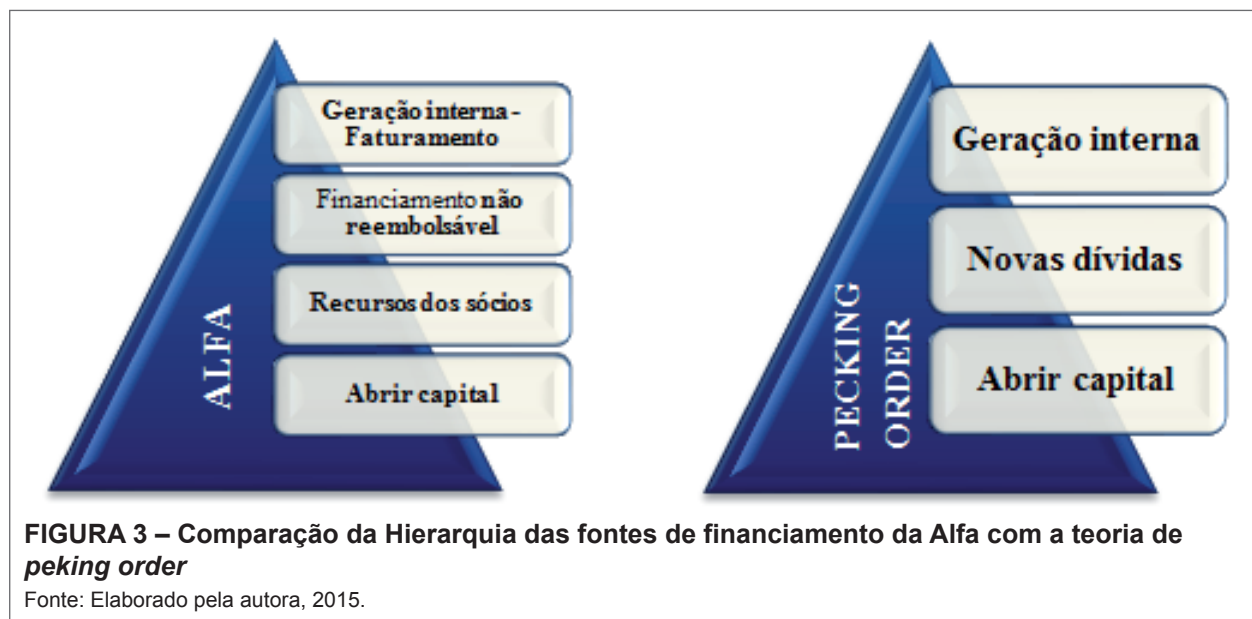 Geração interna -
Faturamento
Financiamento não
reembolsável
Recursos dos sócios
Abrir capital
ALFA
Geração interna
Novas dívidas
Abrir capital
PECKING
ORDER
FIGURA 3 – Comparação da Hierarquia das fontes de financiamento da Alfa com a teoria de
peking order
Fonte: Elaborado pela autora, 2015.